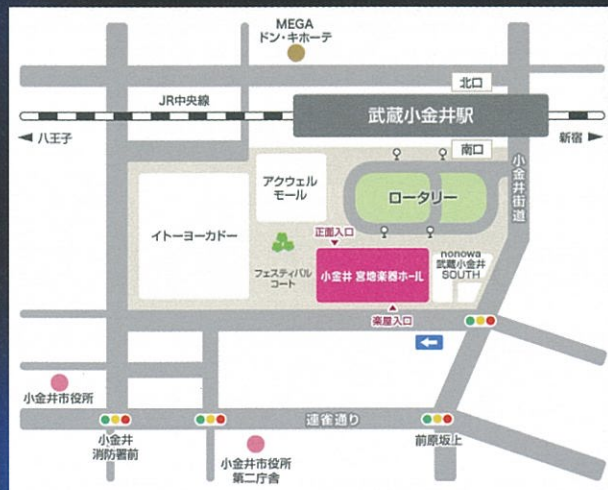 MEGA
ドン・キホーテ
北口
JR中央線
武蔵小金井駅
八王子
新宿
南口
小金井街道
アクウェル
モール
ロータリー
イトーヨーカドー
正面入口
フェスティバル
コート
小金井 宮地楽器ホール
nonowa
武蔵小金井
SOUTH
楽屋入口
小金井市役所
連雀通り
小金井
消防署前
前原坂上
小金井市役所
第二庁舎